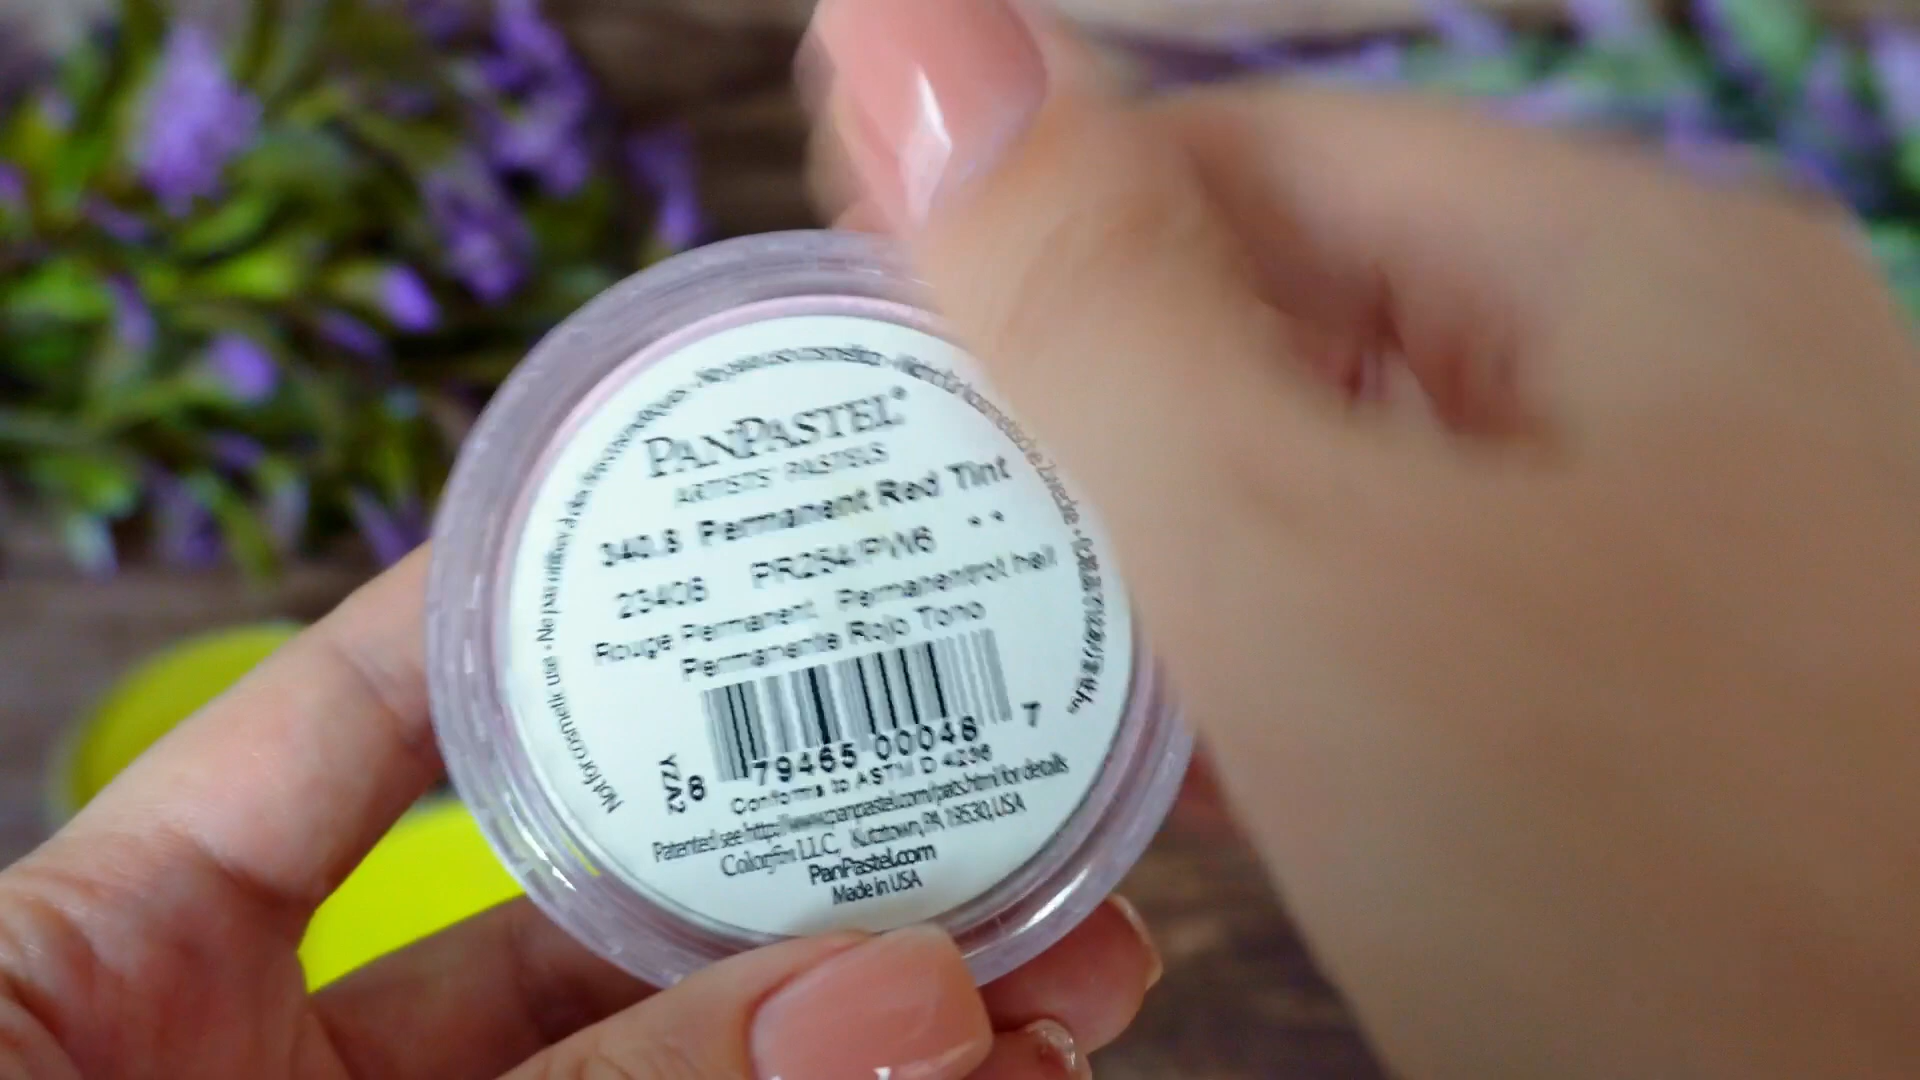 PANPASTEL®
ARTISTS' PASTELS
340.8 Permanent Red Tint
23408 PR254/PW6 • •
Rouge Permanent Permanentrot hell
Permanente Rojo Tono
8 79465 00048 7
YZA2
Conforms to ASTM D 4236
Patented see http://www.panpastel.com/pats.html for details
Colorfin LLC, Kutztown, PA 19530, USA
PanPastel.com
Made in USA
Not for cosmetic use • Ne